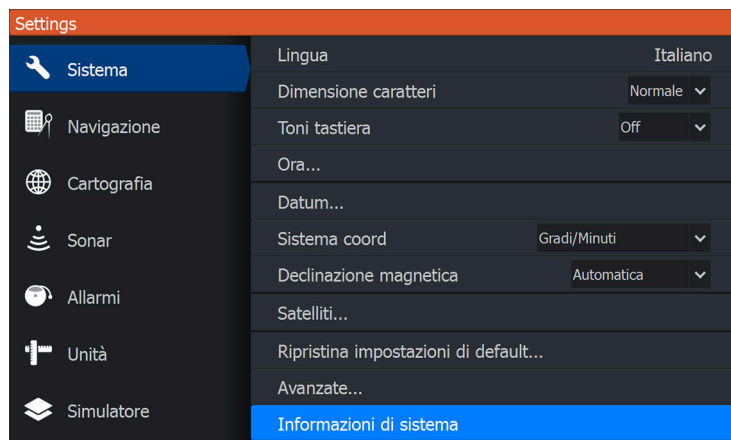 Settings
Sistema
Navigazione
Cartografia
Sonar
Allarmi
Unità
Simulatore
Lingua Italiano
Dimensione caratteri Normale
Toni tastiera Off
Ora...
Datum...
Sistema coord Gradi/Minuti
Declinazione magnetica Automatica
Satelliti...
Ripristina impostazioni di default...
Avanzate...
Informazioni di sistema